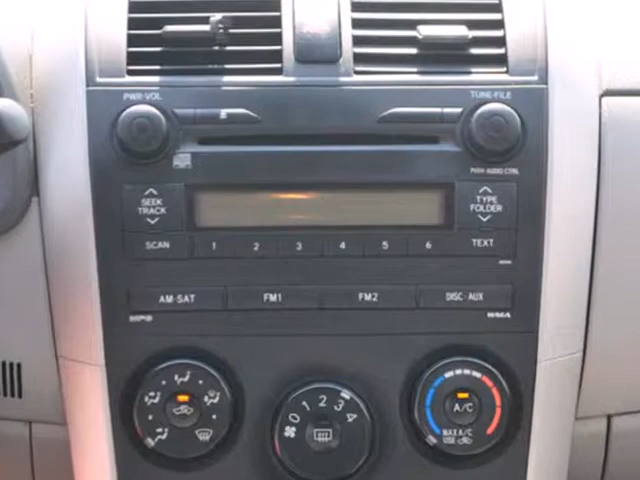 PWR·VOL
TUNE·FILE
PUSH AUDIO CTRL
SEEK
TRACK
TYPE
FOLDER
SCAN
1 2 3 4 5 6
TEXT
AM·SAT
FM1
FM2
DISC·AUX
MP3
WMA
0 1 2 3 4
A/C
MAX A/C
USE